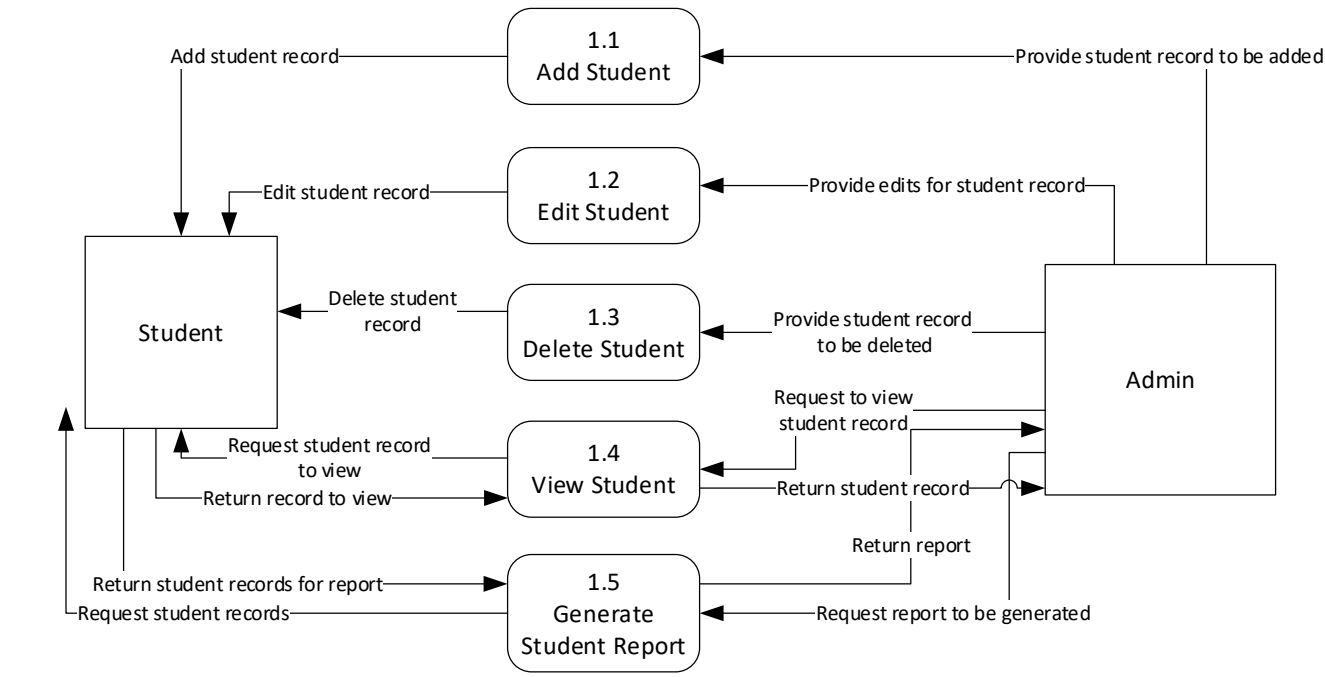 1.1
Add Student
Add student record
Provide student record to be added
1.2
Edit Student
Edit student record
Provide edits for student record
Student
Delete student
record
1.3
Delete Student
Provide student record
to be deleted
Admin
Request to view
student record
Request student record
to view
1.4
View Student
Return record to view
Return student record
Return report
Return student records for report
1.5
Generate
Student Report
Request student records
Request report to be generated